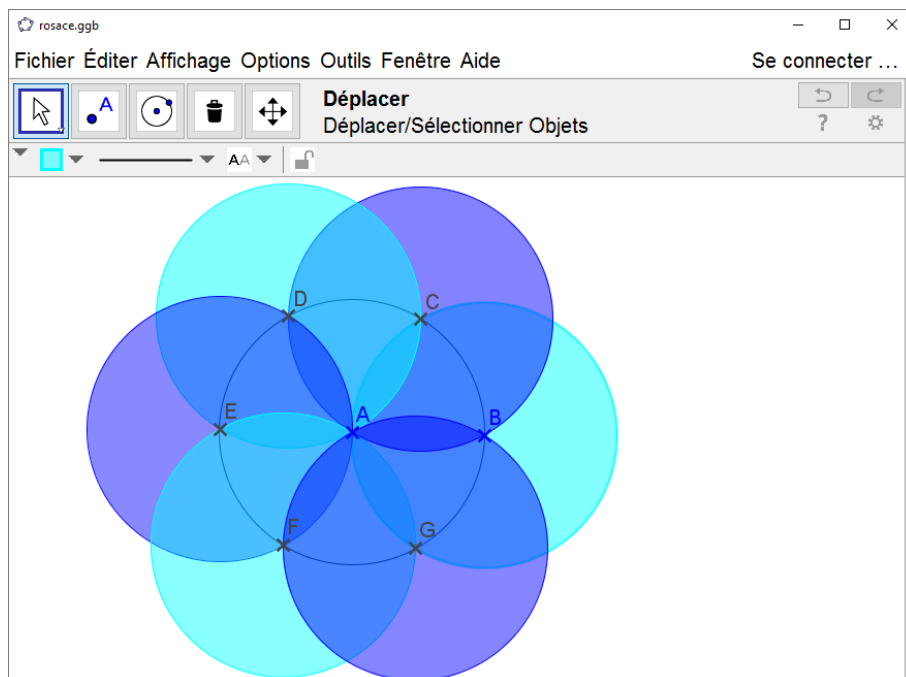 rosace.ggb
Fichier Éditer Affichage Options Outils Fenêtre Aide Se connecter ...
A
Déplacer
Déplacer/Sélectionner Objets
?
AA
D
C
E
A
B
F
G